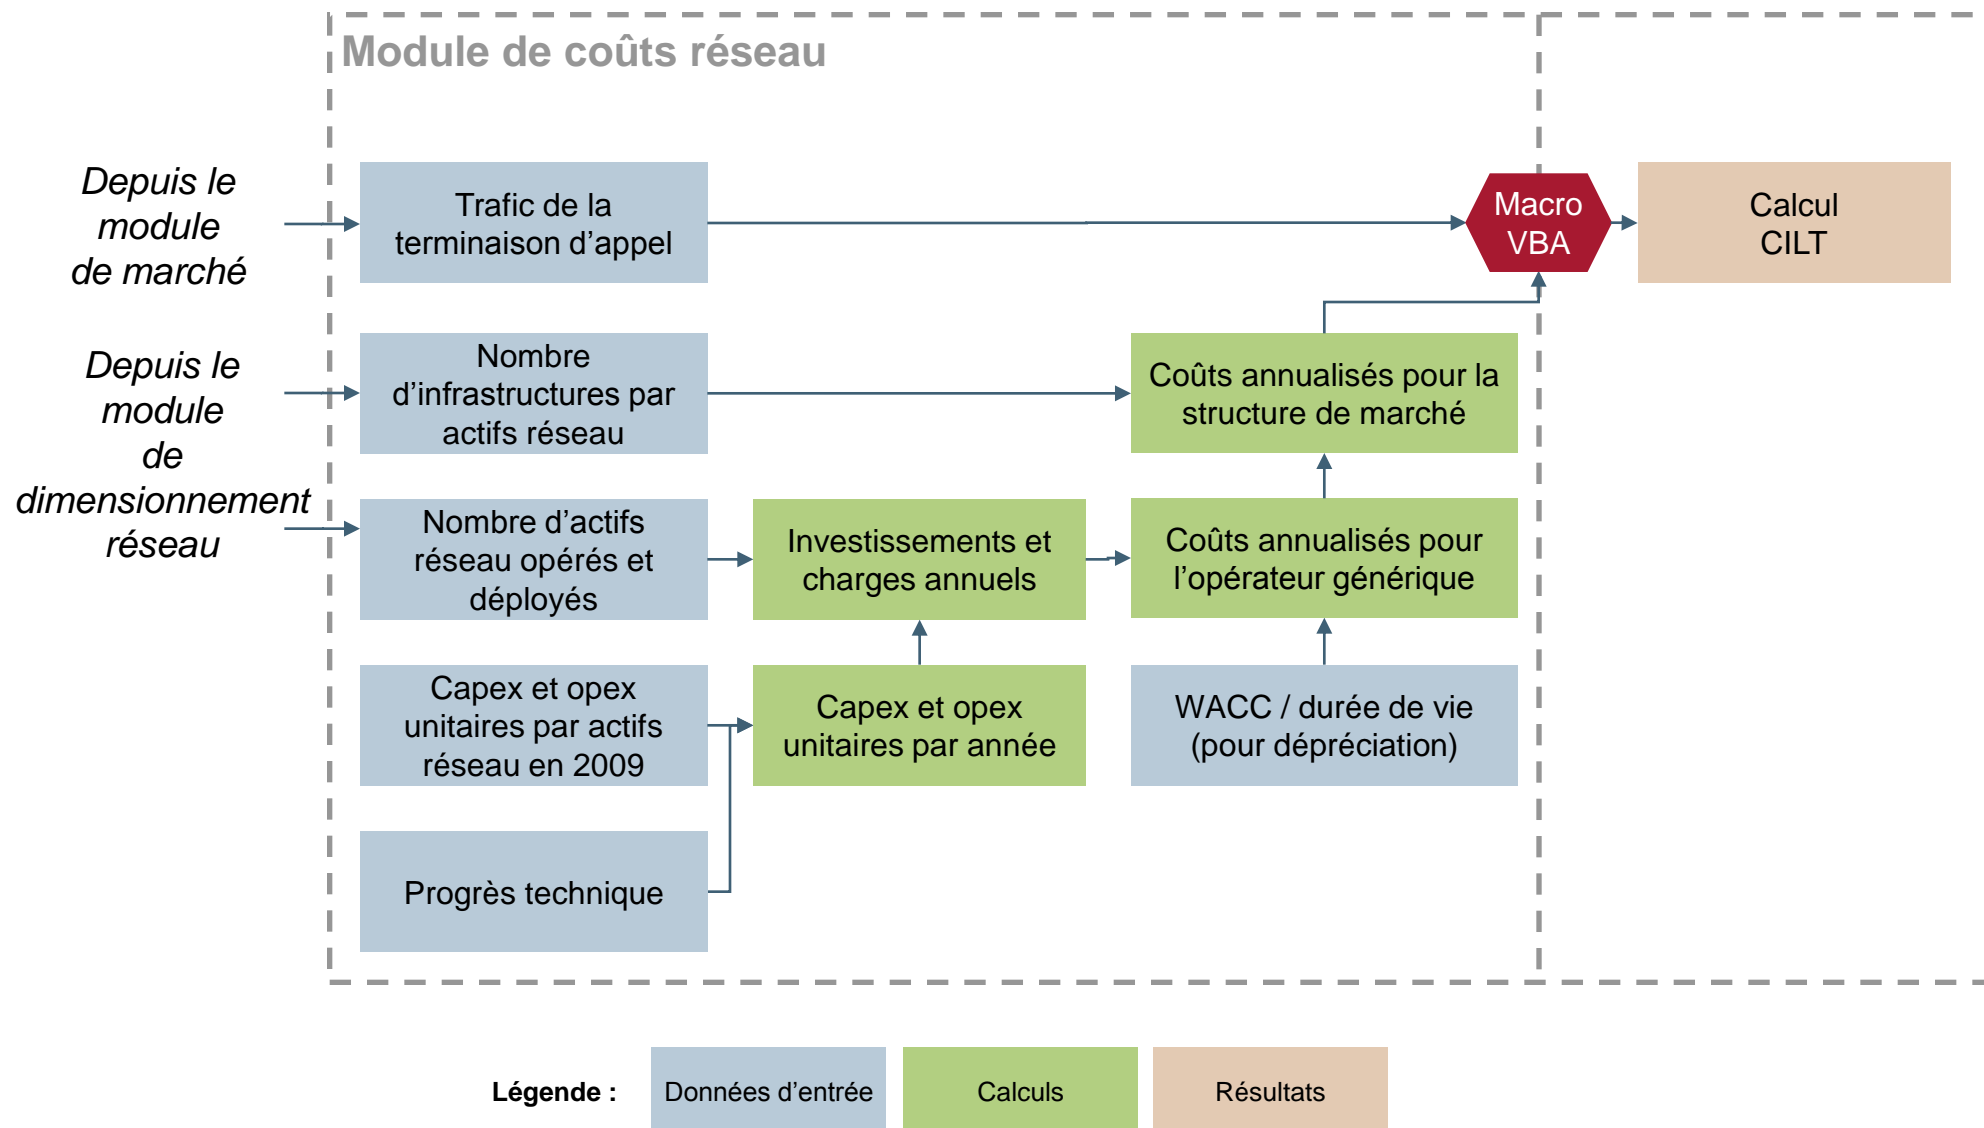 Module de coûts réseau
Depuis le
module
de marché
Trafic de la
terminaison d’appel
Macro
VBA
Calcul
CILT
Depuis le
module
de
dimensionnement
réseau
Nombre
d’infrastructures par
actifs réseau
Coûts annualisés pour la
structure de marché
Nombre d’actifs
réseau opérés et
déployés
Investissements et
charges annuels
Coûts annualisés pour
l’opérateur générique
Capex et opex
unitaires par actifs
réseau en 2009
Capex et opex
unitaires par année
WACC / durée de vie
(pour dépréciation)
Progrès technique
Légende :
Données d’entrée
Calculs
Résultats